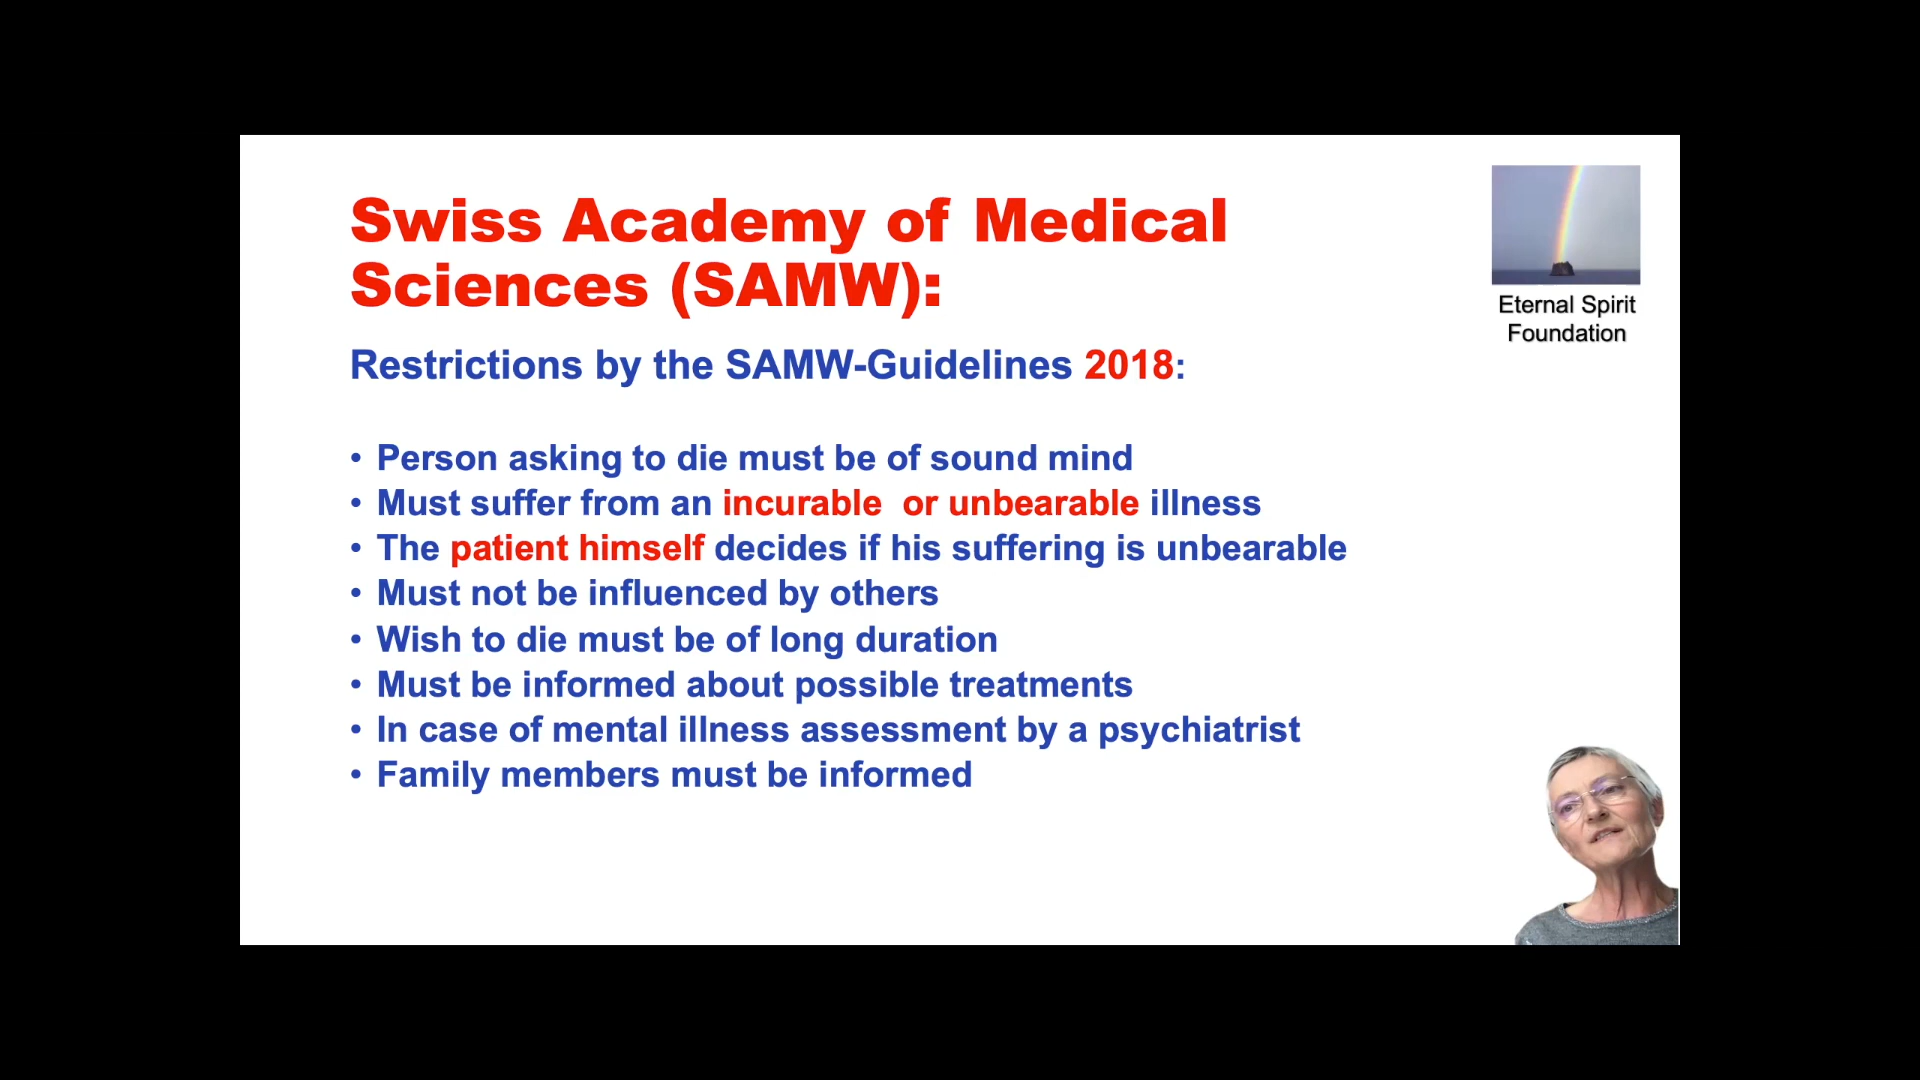 Swiss Academy of Medical
Sciences (SAMW):
Eternal Spirit
Foundation
Restrictions by the SAMW-Guidelines 2018:
• Person asking to die must be of sound mind
• Must suffer from an incurable  or unbearable illness
• The patient himself decides if his suffering is unbearable
• Must not be influenced by others
• Wish to die must be of long duration
• Must be informed about possible treatments
• In case of mental illness assessment by a psychiatrist
• Family members must be informed